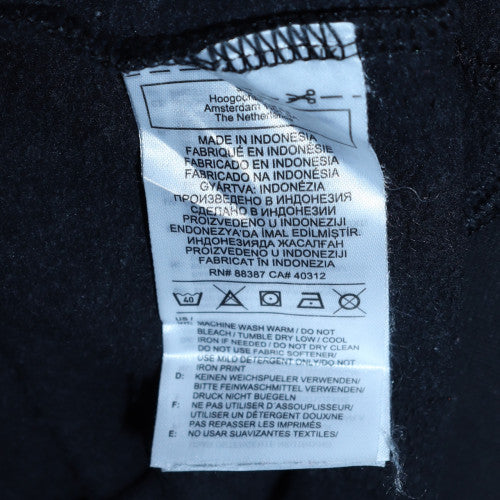 Hoogoo
Amsterdam
The Netherlands
MADE IN INDONESIA
FABRIQUÉ EN INDONÉSIE
FABRICADO EN INDONESIA
FABRICADO NA INDONÉSIA
GYÁRTVA: INDONÉZIA
ПРОИЗВЕДЕНО В ИНДОНЕЗИЯ
СДЕЛАНО В ИНДОНЕЗИИ
PROIZVEDENO U INDONEZIJI
ENDONEZYA'DA İMAL EDİLMİŞTİR.
ИНДОНЕЗИЯДА ЖАСАЛҒАН
PROIZVEDENO U INDONEZIJI
FABRICAT ÎN INDONEZIA
RN# 88387 CA# 40312
40
US/
MACHINE WASH WARM / DO NOT
BLEACH / TUMBLE DRY LOW / COOL
IRON IF NEEDED / DO NOT DRY CLEAN
DO NOT USE FABRIC SOFTENER/
USE MILD DETERGENT ONLY/DO NOT
IRON PRINT
D: KEINEN WEICHSPUELER VERWENDEN/
BITTE FEINWASCHMITTEL VERWENDEN/
DRUCK NICHT BUEGELN
F: NE PAS UTILISER D'ASSOUPLISEUR/
UTILISER UN DÉTERGENT DOUX/NE
PAS REPASSER LES IMPRIMÉS
E: NO USAR SUAVIZANTES TEXTILES/